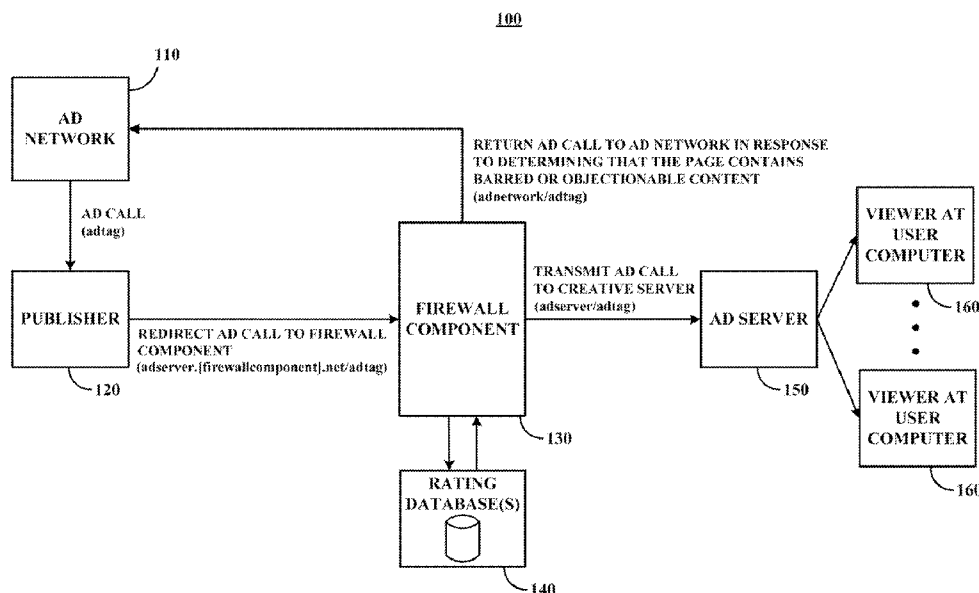 100
110
AD
NETWORK
RETURN AD CALL TO AD NETWORK IN RESPONSE
TO DETERMINING THAT THE PAGE CONTAINS
BARRED OR OBJECTIONABLE CONTENT
(adnetwork/adtag)
AD CALL
(adtag)
PUBLISHER
120
REDIRECT AD CALL TO FIREWALL
COMPONENT
(adserver.[firewallcomponent].net/adtag)
FIREWALL
COMPONENT
130
TRANSMIT AD CALL
TO CREATIVE SERVER
(adserver/adtag)
AD SERVER
150
VIEWER AT
USER
COMPUTER
160
VIEWER AT
USER
COMPUTER
160
RATING
DATABASE(S)
140